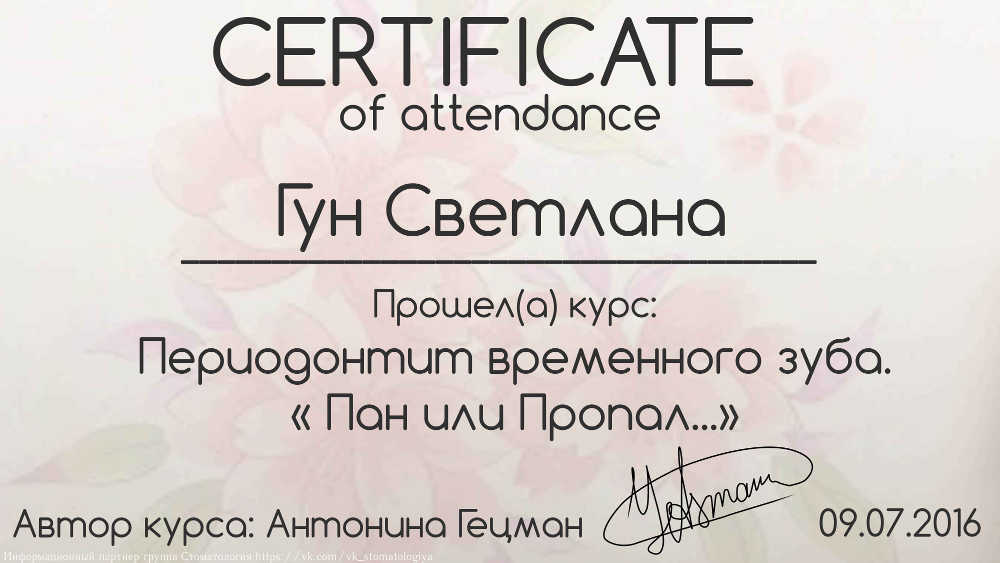 CERTIFICATE
of attendance
Гун Светлана
Прошел(а) курс:
Периодонтит временного зуба.
« Пан или Пропал...»
Гецман
Автор курса: Антонина Гецман
09.07.2016
Информационный партнер группа Стоматология https://vk.com/vk_stomatologiya